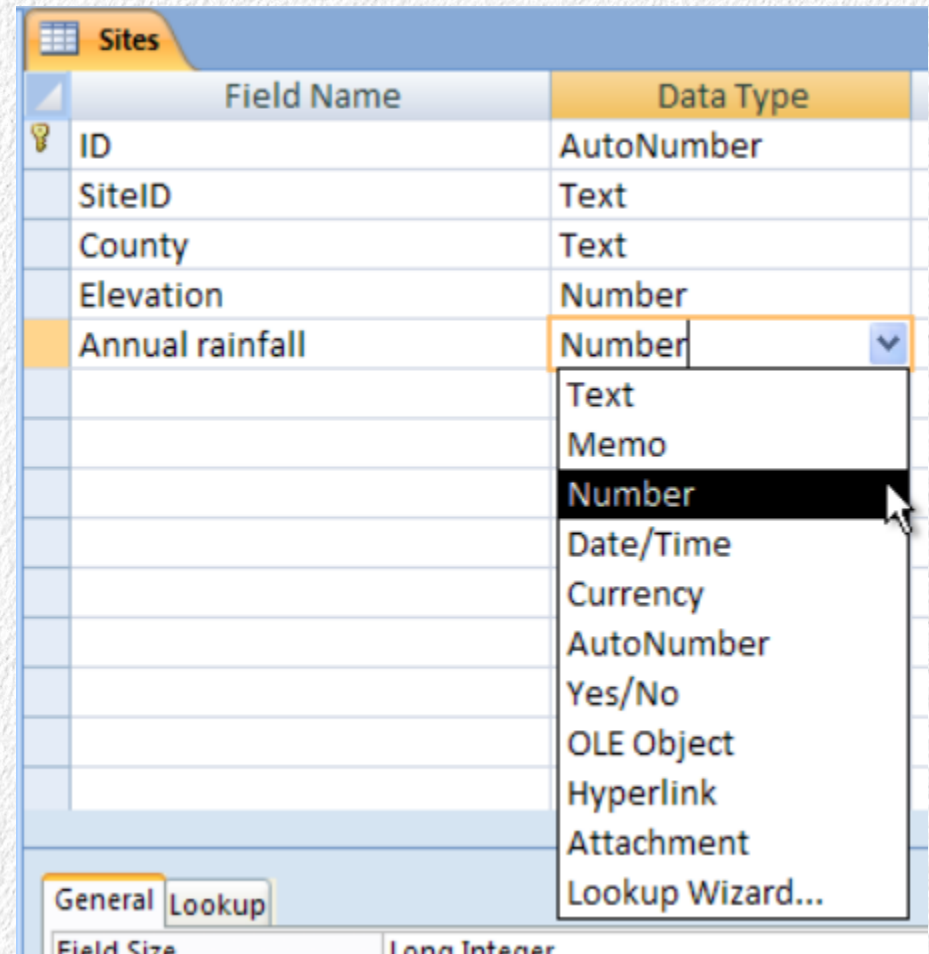 Sites
Field Name Data Type
ID AutoNumber
SiteID Text
County Text
Elevation Number
Annual rainfall Number
Text
Memo
Number
Date/Time
Currency
AutoNumber
Yes/No
OLE Object
Hyperlink
Attachment
Lookup Wizard...
General Lookup
Field Size Long Integer